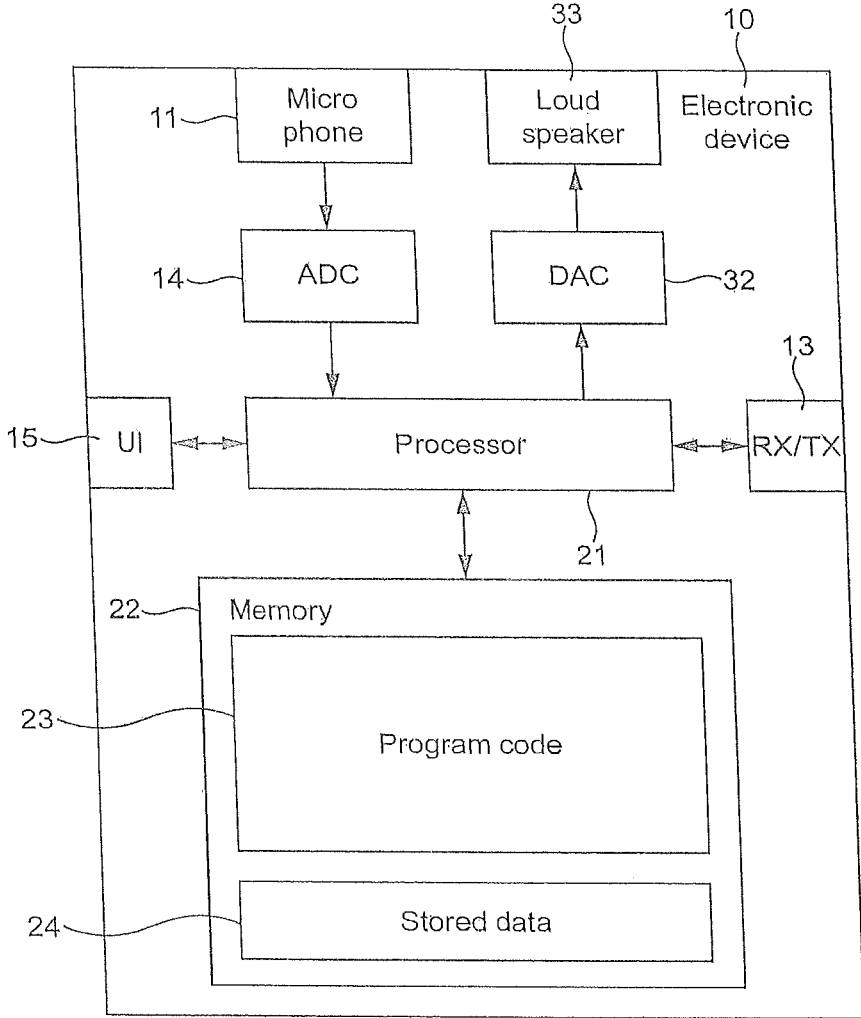 33
10
11
Micro
phone
Loud
speaker
Electronic
device
14
ADC
DAC
32
13
15
UI
Processor
RX/TX
21
22
Memory
23
Program code
24
Stored data